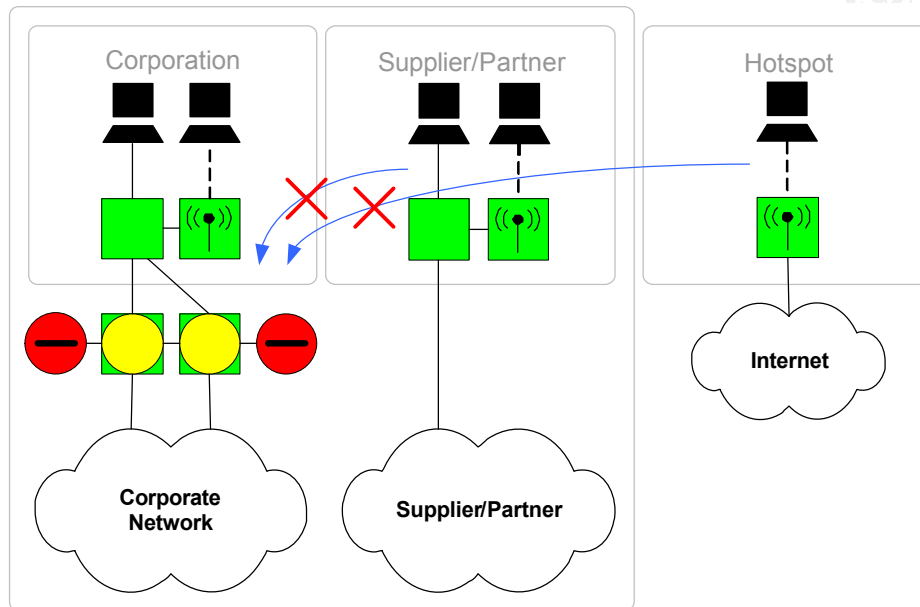 Corporation
Supplier/Partner
Hotspot
Internet
Corporate
Network
Supplier/Partner